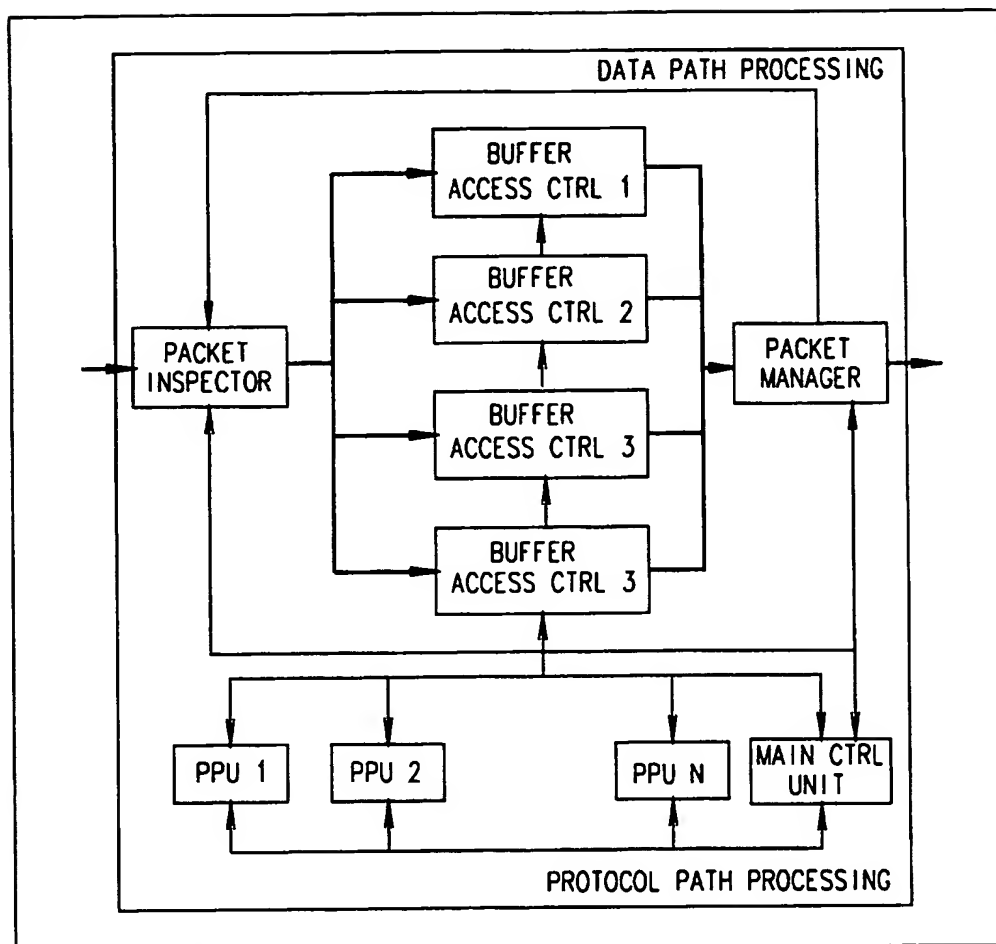 DATA PATH PROCESSING
BUFFER
ACCESS CTRL 1
BUFFER
ACCESS CTRL 2
PACKET
INSPECTOR
PACKET
MANAGER
BUFFER
ACCESS CTRL 3
BUFFER
ACCESS CTRL 3
PPU 1
PPU 2
PPU N
MAIN CTRL
UNIT
PROTOCOL PATH PROCESSING